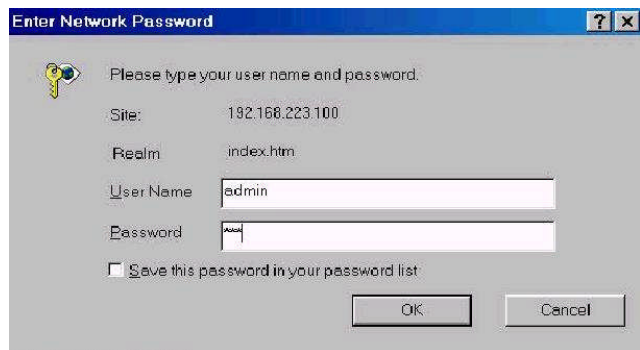 Enter Network Password
Please type your user name and password.
Site: 192.168.223.100
Realm index.htm
User Name admin
Password ***
Save this password in your password list
OK Cancel